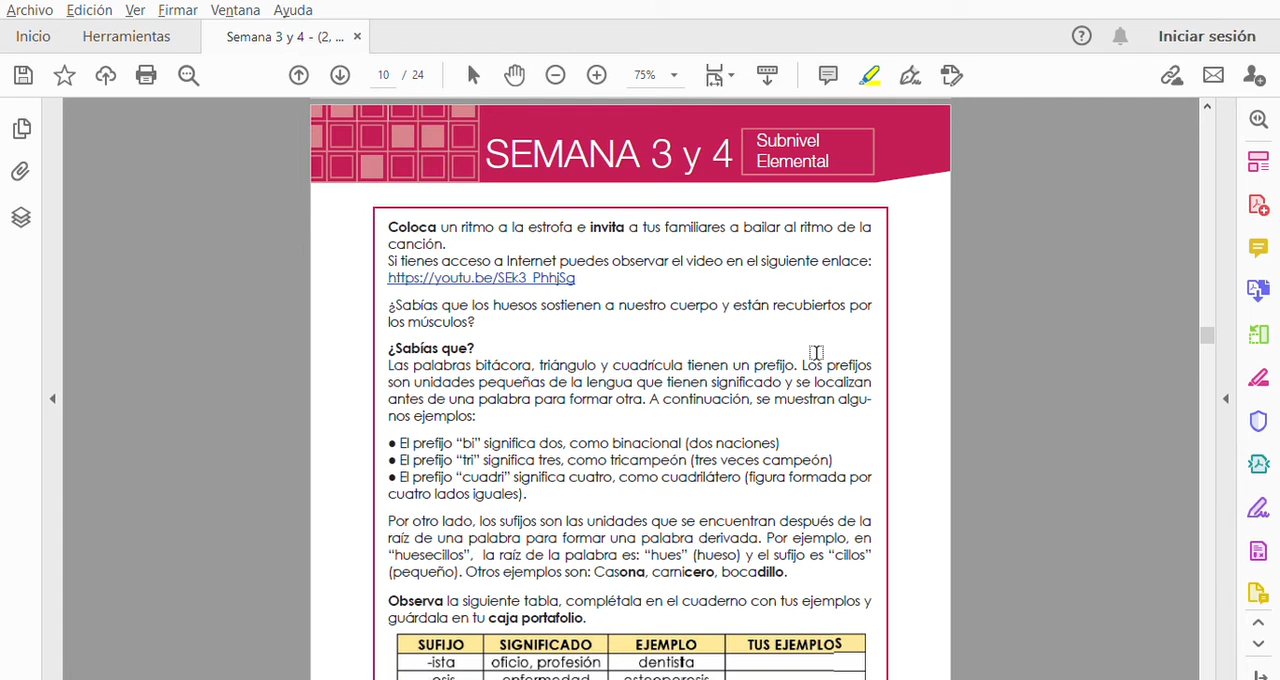 Archivo Edición Ver Firmar Ventana Ayuda
Inicio Herramientas Semana 3 y 4 - (2, ... × Iniciar sesión
10 / 24 75%
SEMANA 3 y 4 Subnivel
Elemental
Coloca un ritmo a la estrofa e invita a tus familiares a bailar al ritmo de la
canción.
Si tienes acceso a Internet puedes observar el video en el siguiente enlace:
https://youtu.be/SEk3_PhhjSg
¿Sabías que los huesos sostienen a nuestro cuerpo y están recubiertos por
los músculos?
¿Sabías que?
Las palabras bitácora, triángulo y cuadrícula tienen un prefijo. Los prefijos
son unidades pequeñas de la lengua que tienen significado y se localizan
antes de una palabra para formar otra. A continuación, se muestran algu-
nos ejemplos:
● El prefijo “bi” significa dos, como binacional (dos naciones)
● El prefijo “tri” significa tres, como tricampeón (tres veces campeón)
● El prefijo “cuadri” significa cuatro, como cuadrilátero (figura formada por
cuatro lados iguales).
Por otro lado, los sufijos son las unidades que se encuentran después de la
raíz de una palabra para formar una palabra derivada. Por ejemplo, en
“huesecillos”, la raíz de la palabra es: “hues” (hueso) y el sufijo es “cillos”
(pequeño). Otros ejemplos son: Casona, carnicero, bocadillo.
Observa la siguiente tabla, complétala en el cuaderno con tus ejemplos y
guárdala en tu caja portafolio.
SUFIJO SIGNIFICADO EJEMPLO TUS EJEMPLOS
-ista oficio, profesión dentista
-osis enfermedad osteoporosis